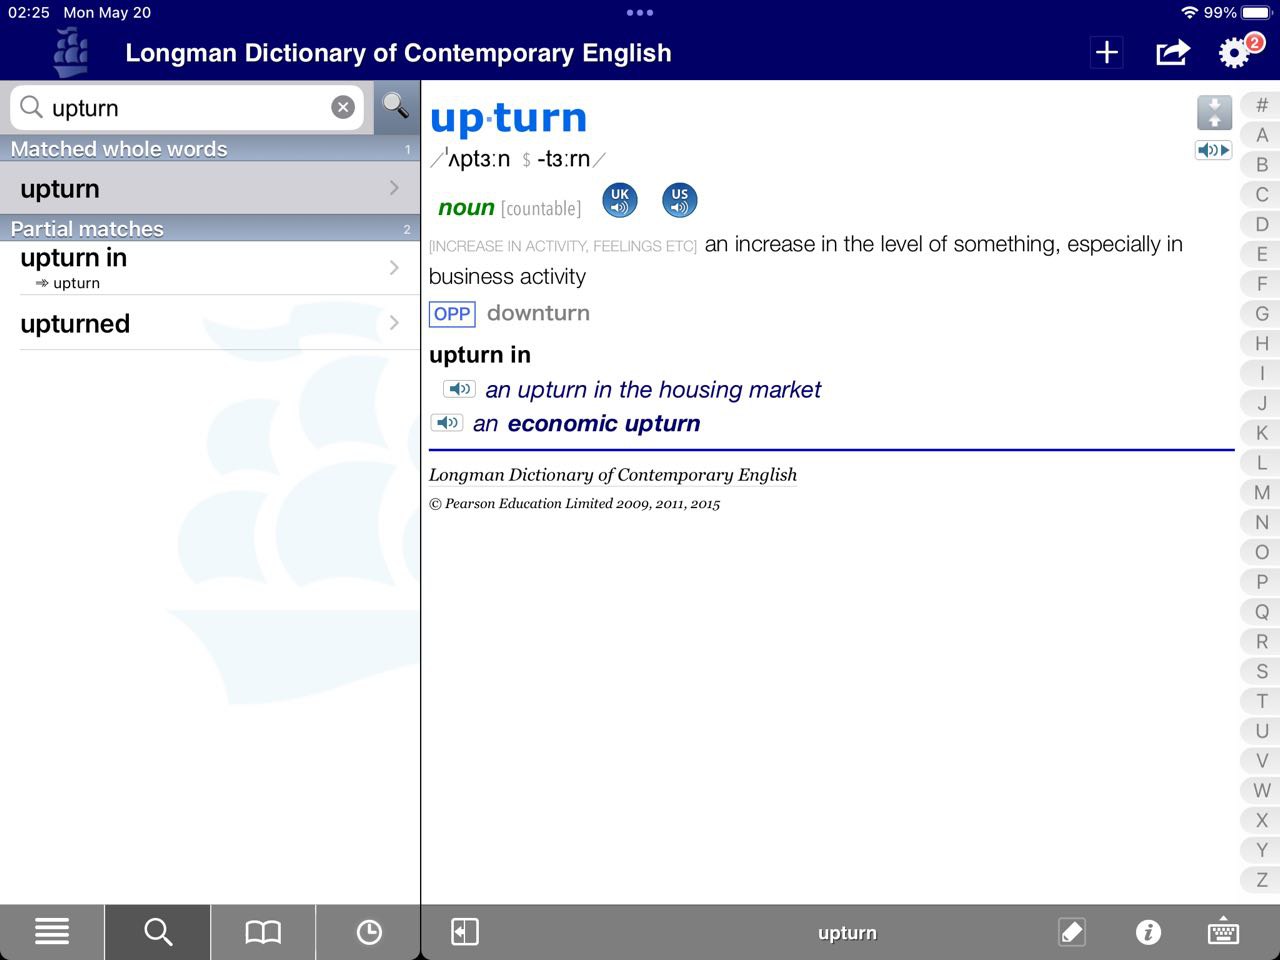 02:25 Mon May 20
99%
Longman Dictionary of Contemporary English
2
upturn
Matched whole words 1
upturn
Partial matches 2
upturn in
⇒ upturn
upturned
up·turn
/ˈʌptɜːn $ -tɜːrn/
noun [countable] UK US
[INCREASE IN ACTIVITY, FEELINGS ETC] an increase in the level of something, especially in
business activity
OPP downturn
upturn in
an upturn in the housing market
an economic upturn
Longman Dictionary of Contemporary English
© Pearson Education Limited 2009, 2011, 2015
#
A
B
C
D
E
F
G
H
I
J
K
L
M
N
O
P
Q
R
S
T
U
V
W
X
Y
Z
upturn